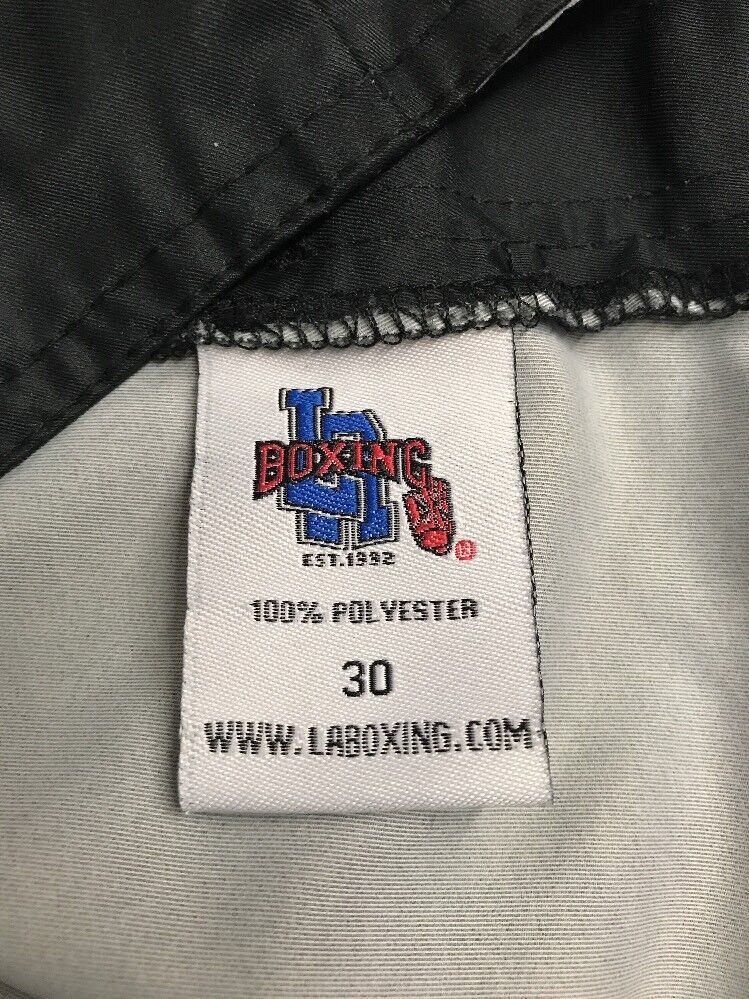 LA
BOXING
EST.1992
®
100% POLYESTER
30
WWW.LABOXING.COM